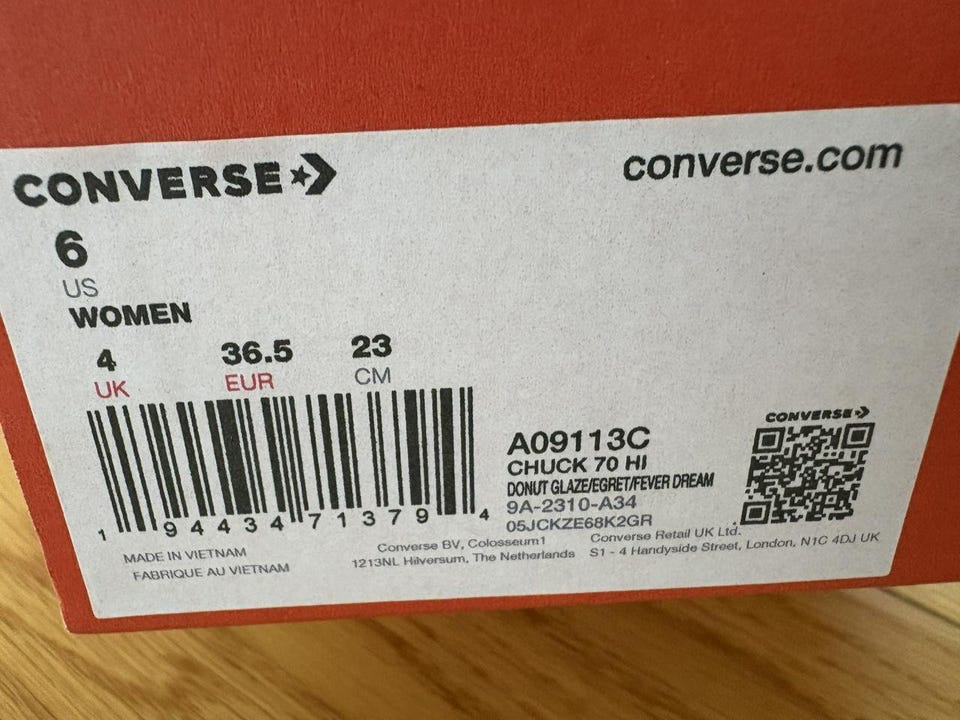 CONVERSE
converse.com
6
US
WOMEN
4 36.5 23
UK EUR CM
1 94434 71379 4
A09113C
CHUCK 70 HI
DONUT GLAZE/EGRET/FEVER DREAM
9A-2310-A34
05JCKZE68K2GR
CONVERSE
MADE IN VIETNAM
FABRIQUE AU VIETNAM
Converse BV, Colosseum1
1213NL Hilversum, The Netherlands
Converse Retail UK Ltd.
S1 - 4 Handyside Street, London, N1C 4DJ UK